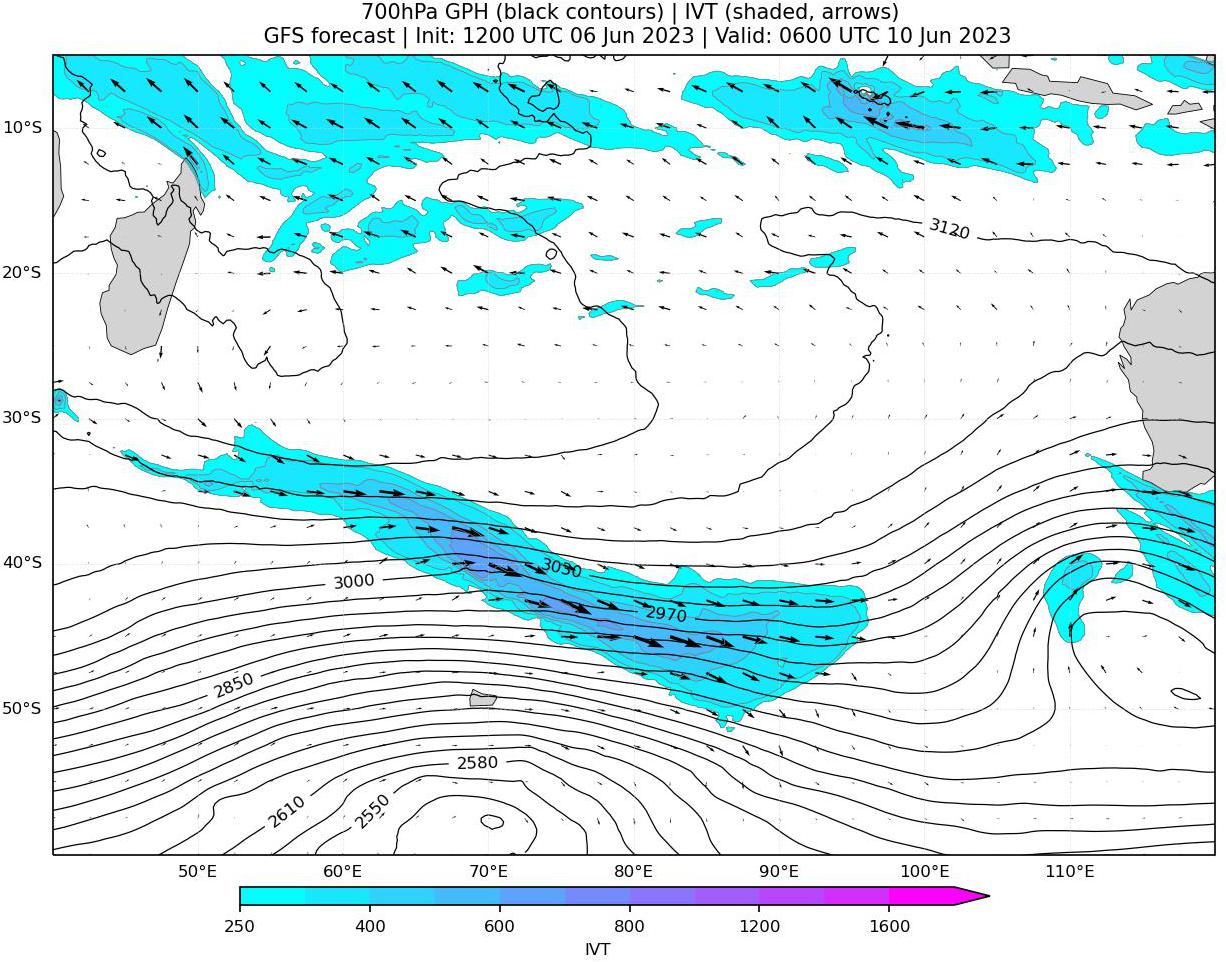 700hPa GPH (black contours) | IVT (shaded, arrows)
GFS forecast | Init: 1200 UTC 06 Jun 2023 | Valid: 0600 UTC 10 Jun 2023
10°S
3120
20°S
30°S
40°S
3030
3000
2970
2850
50°S
2580
2610
2550
50°E 60°E 70°E 80°E 90°E 100°E 110°E
250 400 600 800 1200 1600
IVT